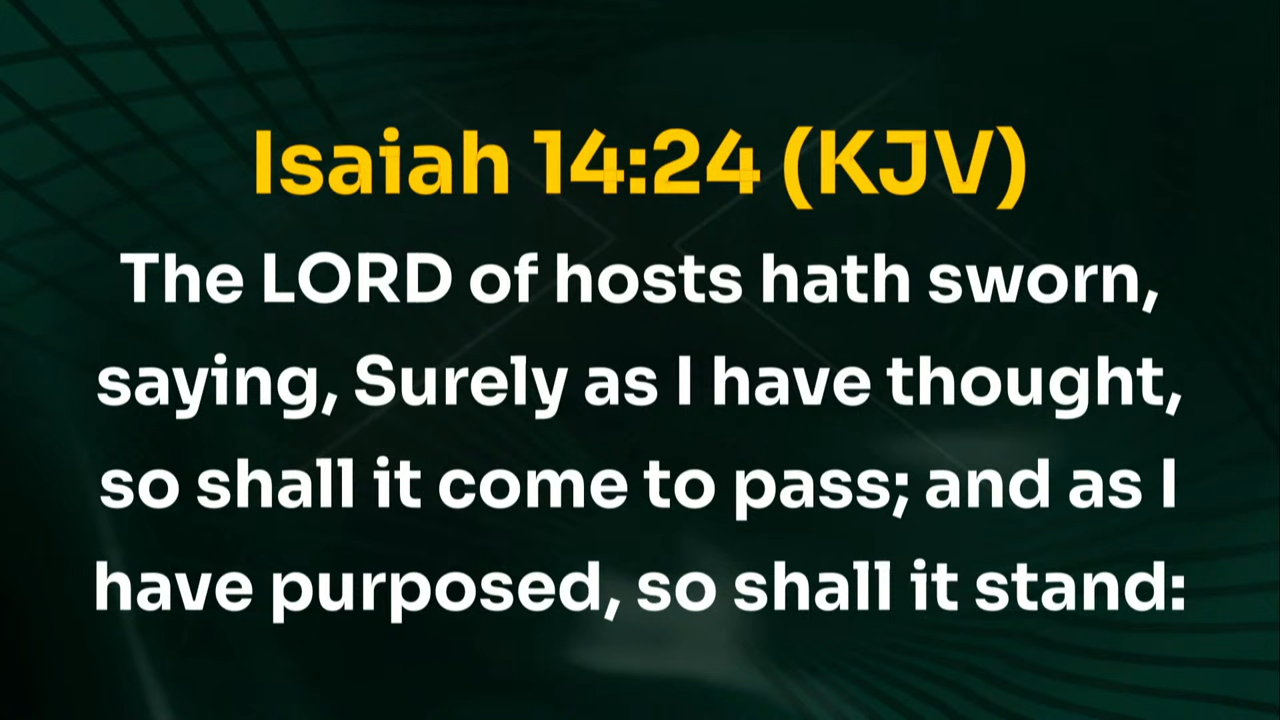 Isaiah 14:24 (KJV)
The LORD of hosts hath sworn,
saying, Surely as I have thought,
so shall it come to pass; and as I
have purposed, so shall it stand: